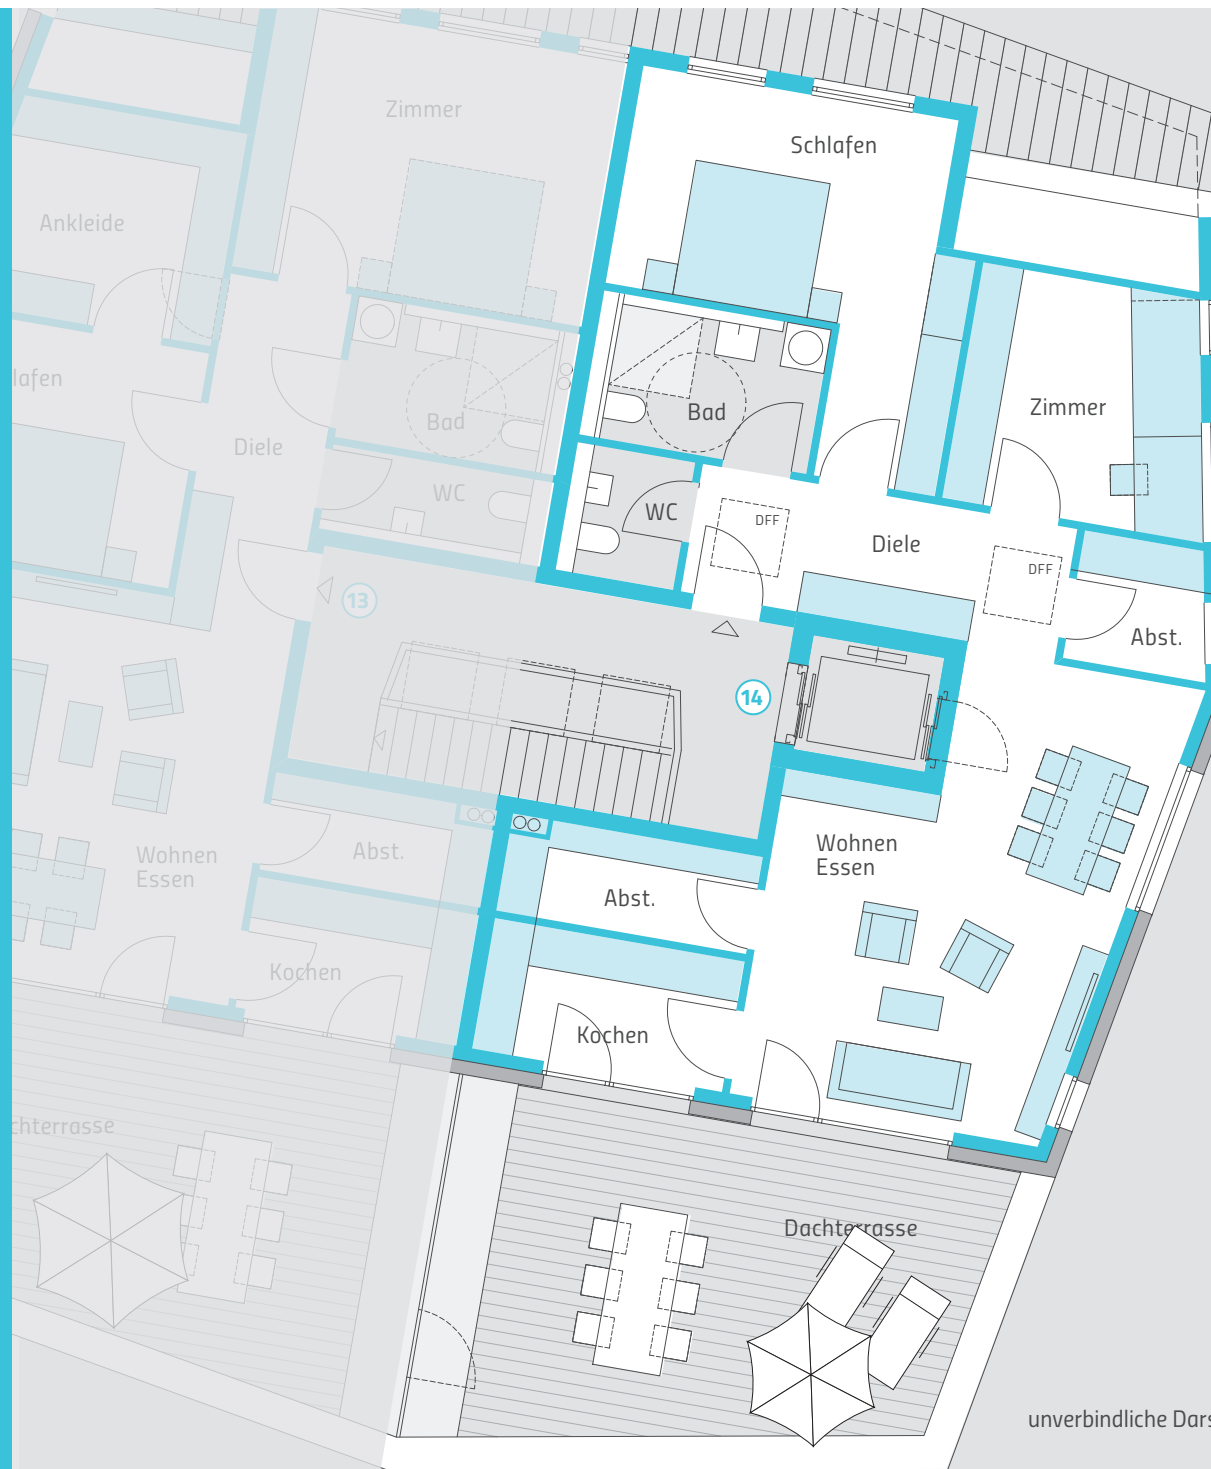 Zimmer
Schlafen
Ankleide
lafen
Zimmer
Bad
Bad
Diele
WC
WC
DFF
Diele
DFF
13
Abst.
14
Wohnen
Essen
Wohnen
Essen
Abst.
Abst.
Kochen
Kochen
chterrasse
Dachterrasse
unverbindliche Dars